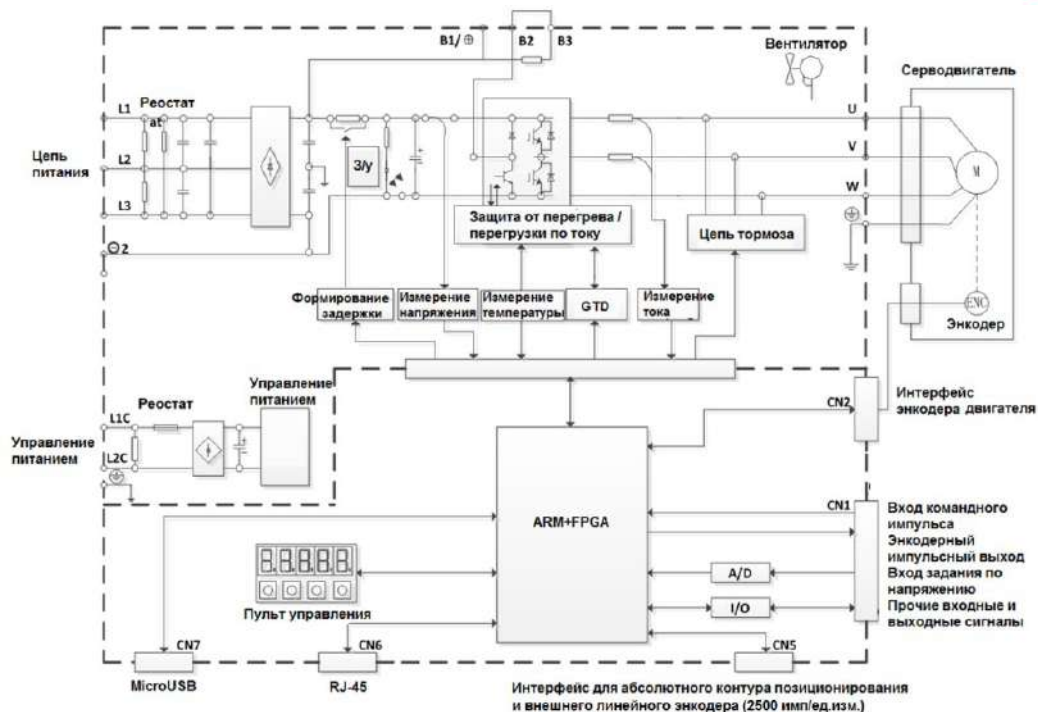 B1/⊕
B2
B3
Вентилятор
Серводвигатель
L1
Реостат
at
U
Цепь
питания
L2
З/у
V
M
L3
W
Защита от перегрева /
перегрузки по току
Цепь тормоза
⊖2
Формирование
задержки
Измерение
напряжения
Измерение
температуры
GTD
Измерение
тока
ENC
Энкодер
Управление
питанием
Реостат
L1C
CN2
Интерфейс
энкодера двигателя
Управление
питанием
L2C
ARM+FPGA
CN1
Вход командного
импульса
Энкодерный
импульсный выход
A/D
Вход задания по
напряжению
I/O
Прочие входные и
выходные сигналы
Пульт управления
CN7
CN6
CN5
MicroUSB
RJ-45
Интерфейс для абсолютного контура позиционирования
и внешнего линейного энкодера (2500 имп/ед.изм.)